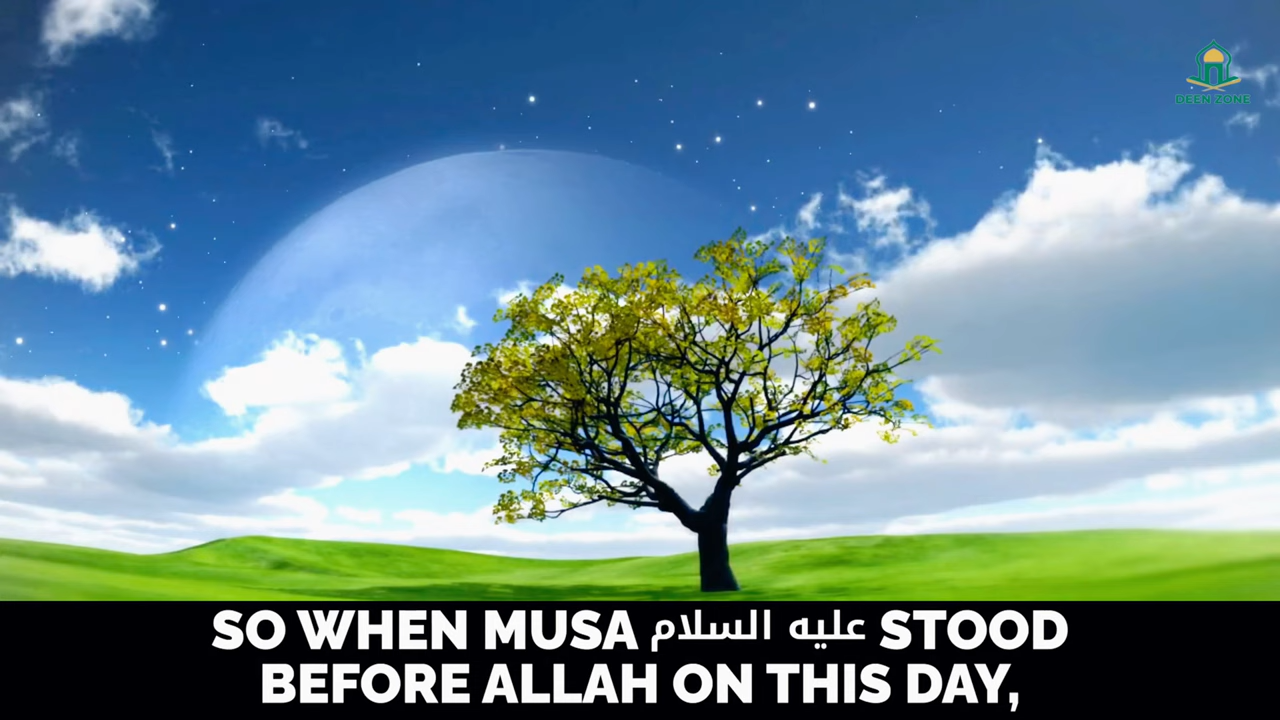 DEEN ZONE
SO WHEN MUSA عليه السلام STOOD
BEFORE ALLAH ON THIS DAY,